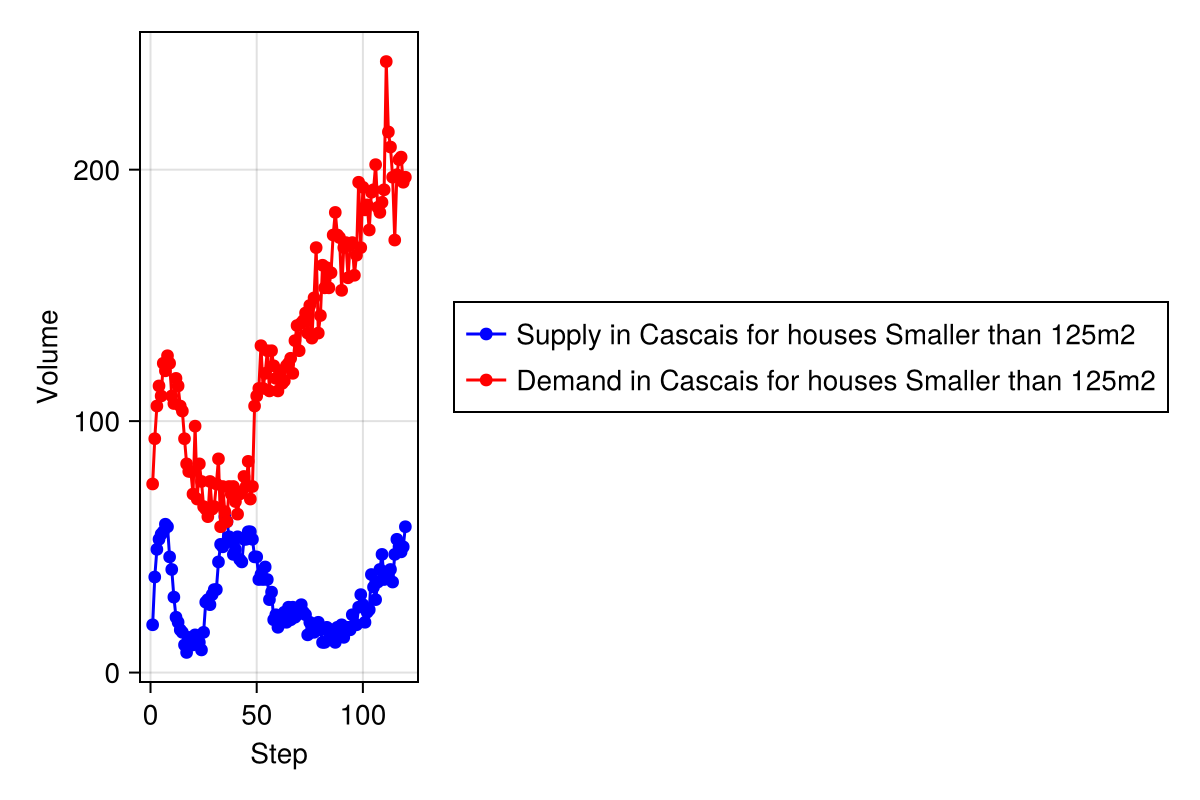 Volume
200
100
0
0 50 100
Step
Supply in Cascais for houses Smaller than 125m2
Demand in Cascais for houses Smaller than 125m2